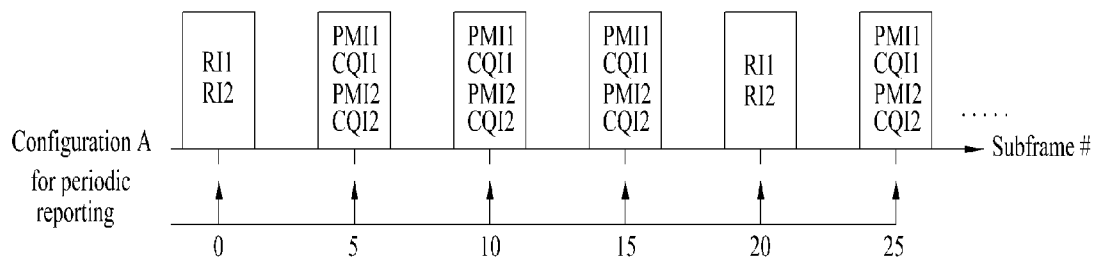 RI1
RI2
PMI1
CQI1
PMI2
CQI2
PMI1
CQI1
PMI2
CQI2
PMI1
CQI1
PMI2
CQI2
RI1
RI2
PMI1
CQI1
PMI2
CQI2
.....
Configuration A
for periodic
reporting
Subframe #
0 5 10 15 20 25